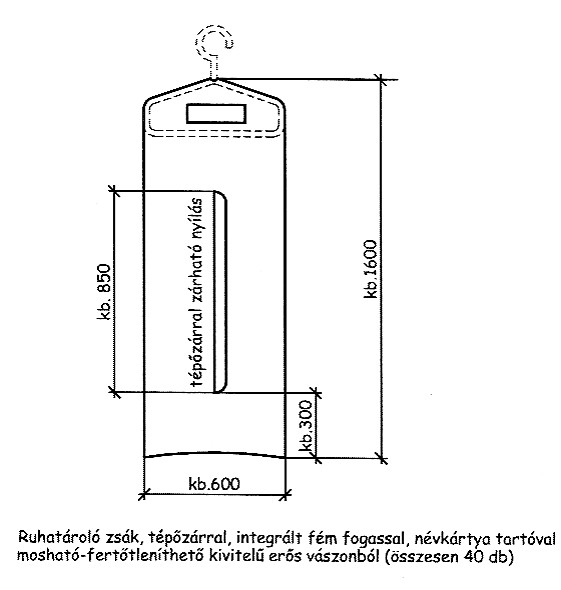 kb.1600
tépőzárral zárható nyílás
kb. 850
kb.300
kb.600
Ruhatároló zsák, tépőzárral, integrált fém fogassal, névkártya tartóval
mosható-fertőtleníthető kivitelű erős vászonból (összesen 40 db)